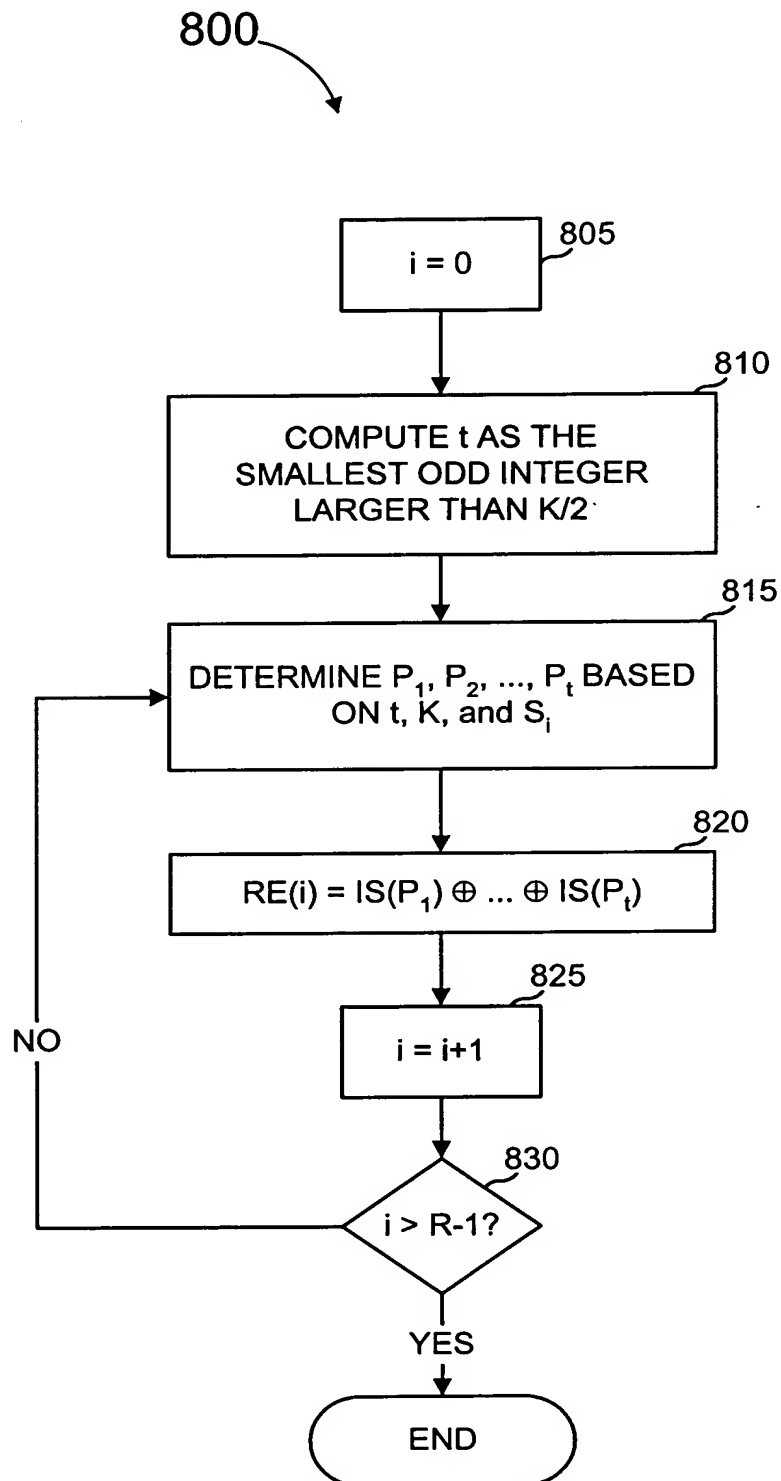 800
i = 0
805
810
COMPUTE t AS THE
SMALLEST ODD INTEGER
LARGER THAN K/2
815
DETERMINE P₁, P₂, ..., Pₜ BASED
ON t, K, and Sᵢ
820
RE(i) = IS(P₁) ⊕ ... ⊕ IS(Pₜ)
825
i = i+1
NO
830
i > R-1?
YES
END